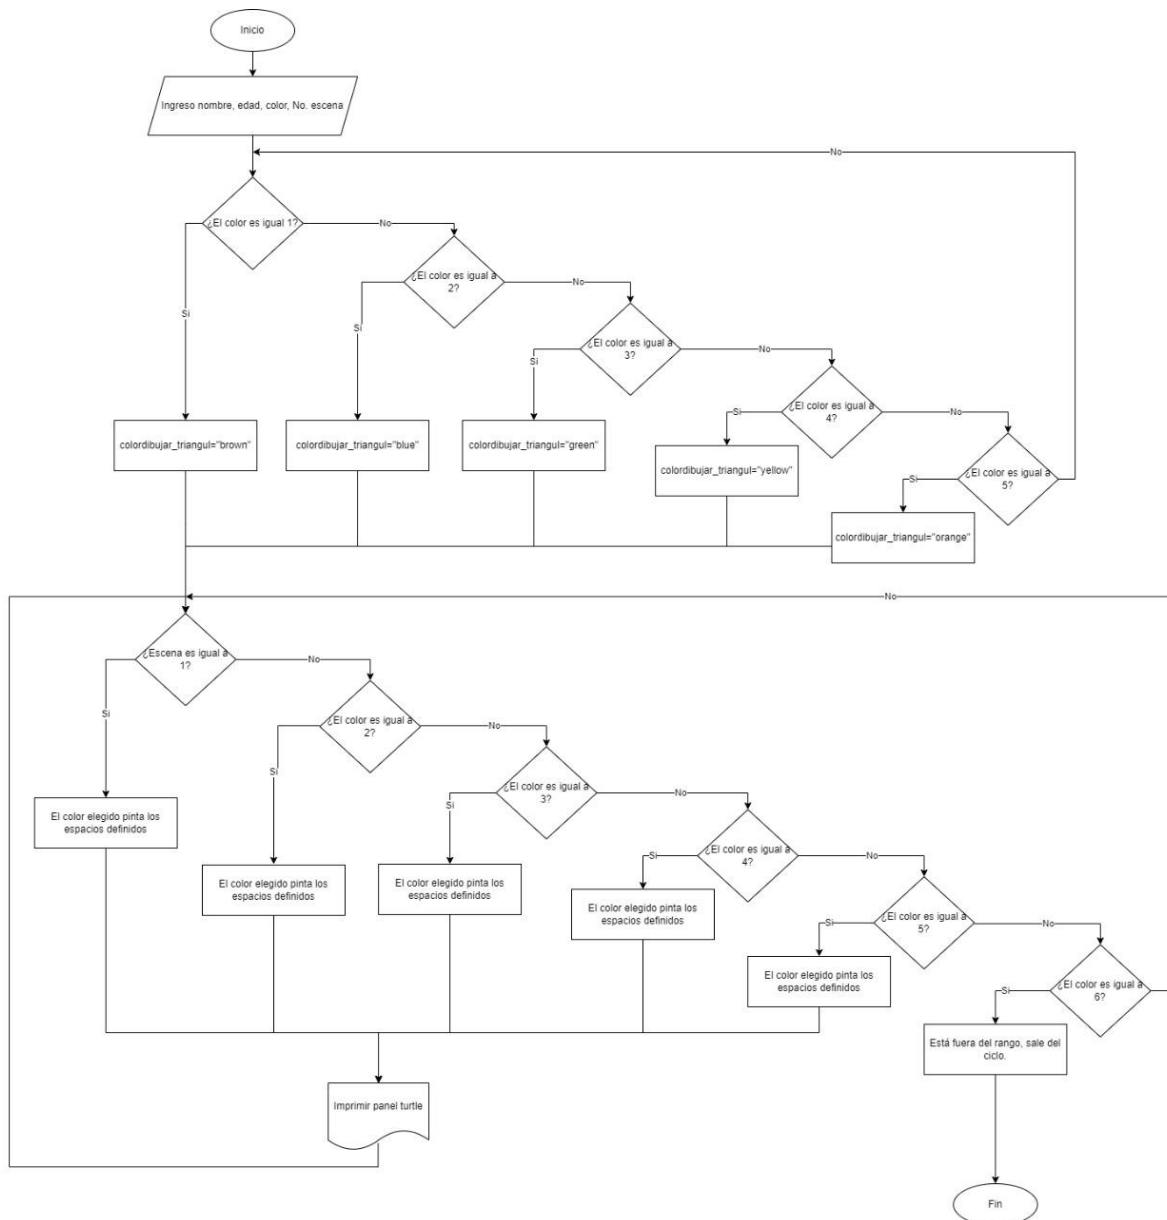 Inicio
Ingreso nombre, edad, color, No. escena
No
¿El color es igual 1?
No
¿El color es igual a
2?
No
Si
Si
¿El color es igual a
3?
No
Si
¿El color es igual a
4?
No
Si
colordibujar_triangul="brown"
colordibujar_triangul="blue"
colordibujar_triangul="green"
colordibujar_triangul="yellow"
¿El color es igual a
5?
Si
colordibujar_triangul="orange"
No
¿Escena es igual a
1?
No
Si
¿El color es igual a
2?
No
Si
¿El color es igual a
3?
No
Si
El color elegido pinta los
espacios definidos
¿El color es igual a
4?
No
Si
El color elegido pinta los
espacios definidos
El color elegido pinta los
espacios definidos
El color elegido pinta los
espacios definidos
¿El color es igual a
5?
No
Si
El color elegido pinta los
espacios definidos
¿El color es igual a
6?
Si
Está fuera del rango, sale del
ciclo.
Imprimir panel turtle
Fin